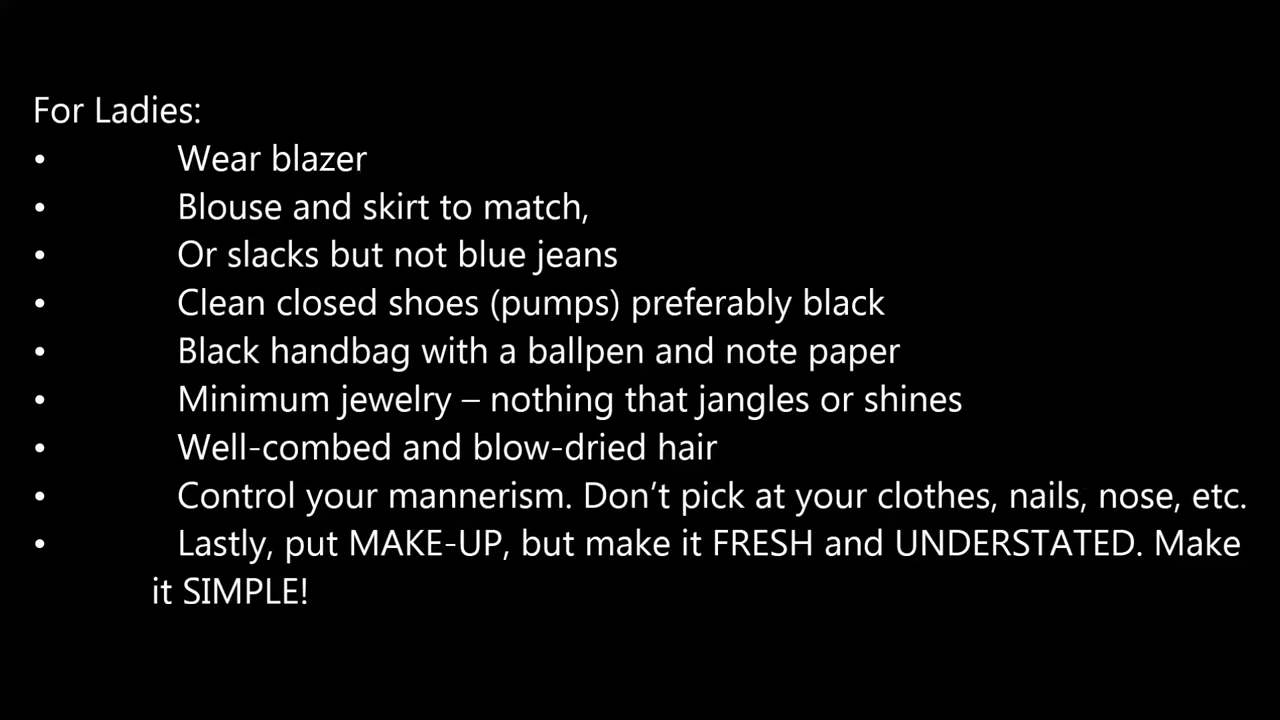 For Ladies:
• Wear blazer
• Blouse and skirt to match,
• Or slacks but not blue jeans
• Clean closed shoes (pumps) preferably black
• Black handbag with a ballpen and note paper
• Minimum jewelry – nothing that jangles or shines
• Well-combed and blow-dried hair
• Control your mannerism. Don’t pick at your clothes, nails, nose, etc.
• Lastly, put MAKE-UP, but make it FRESH and UNDERSTATED. Make
it SIMPLE!